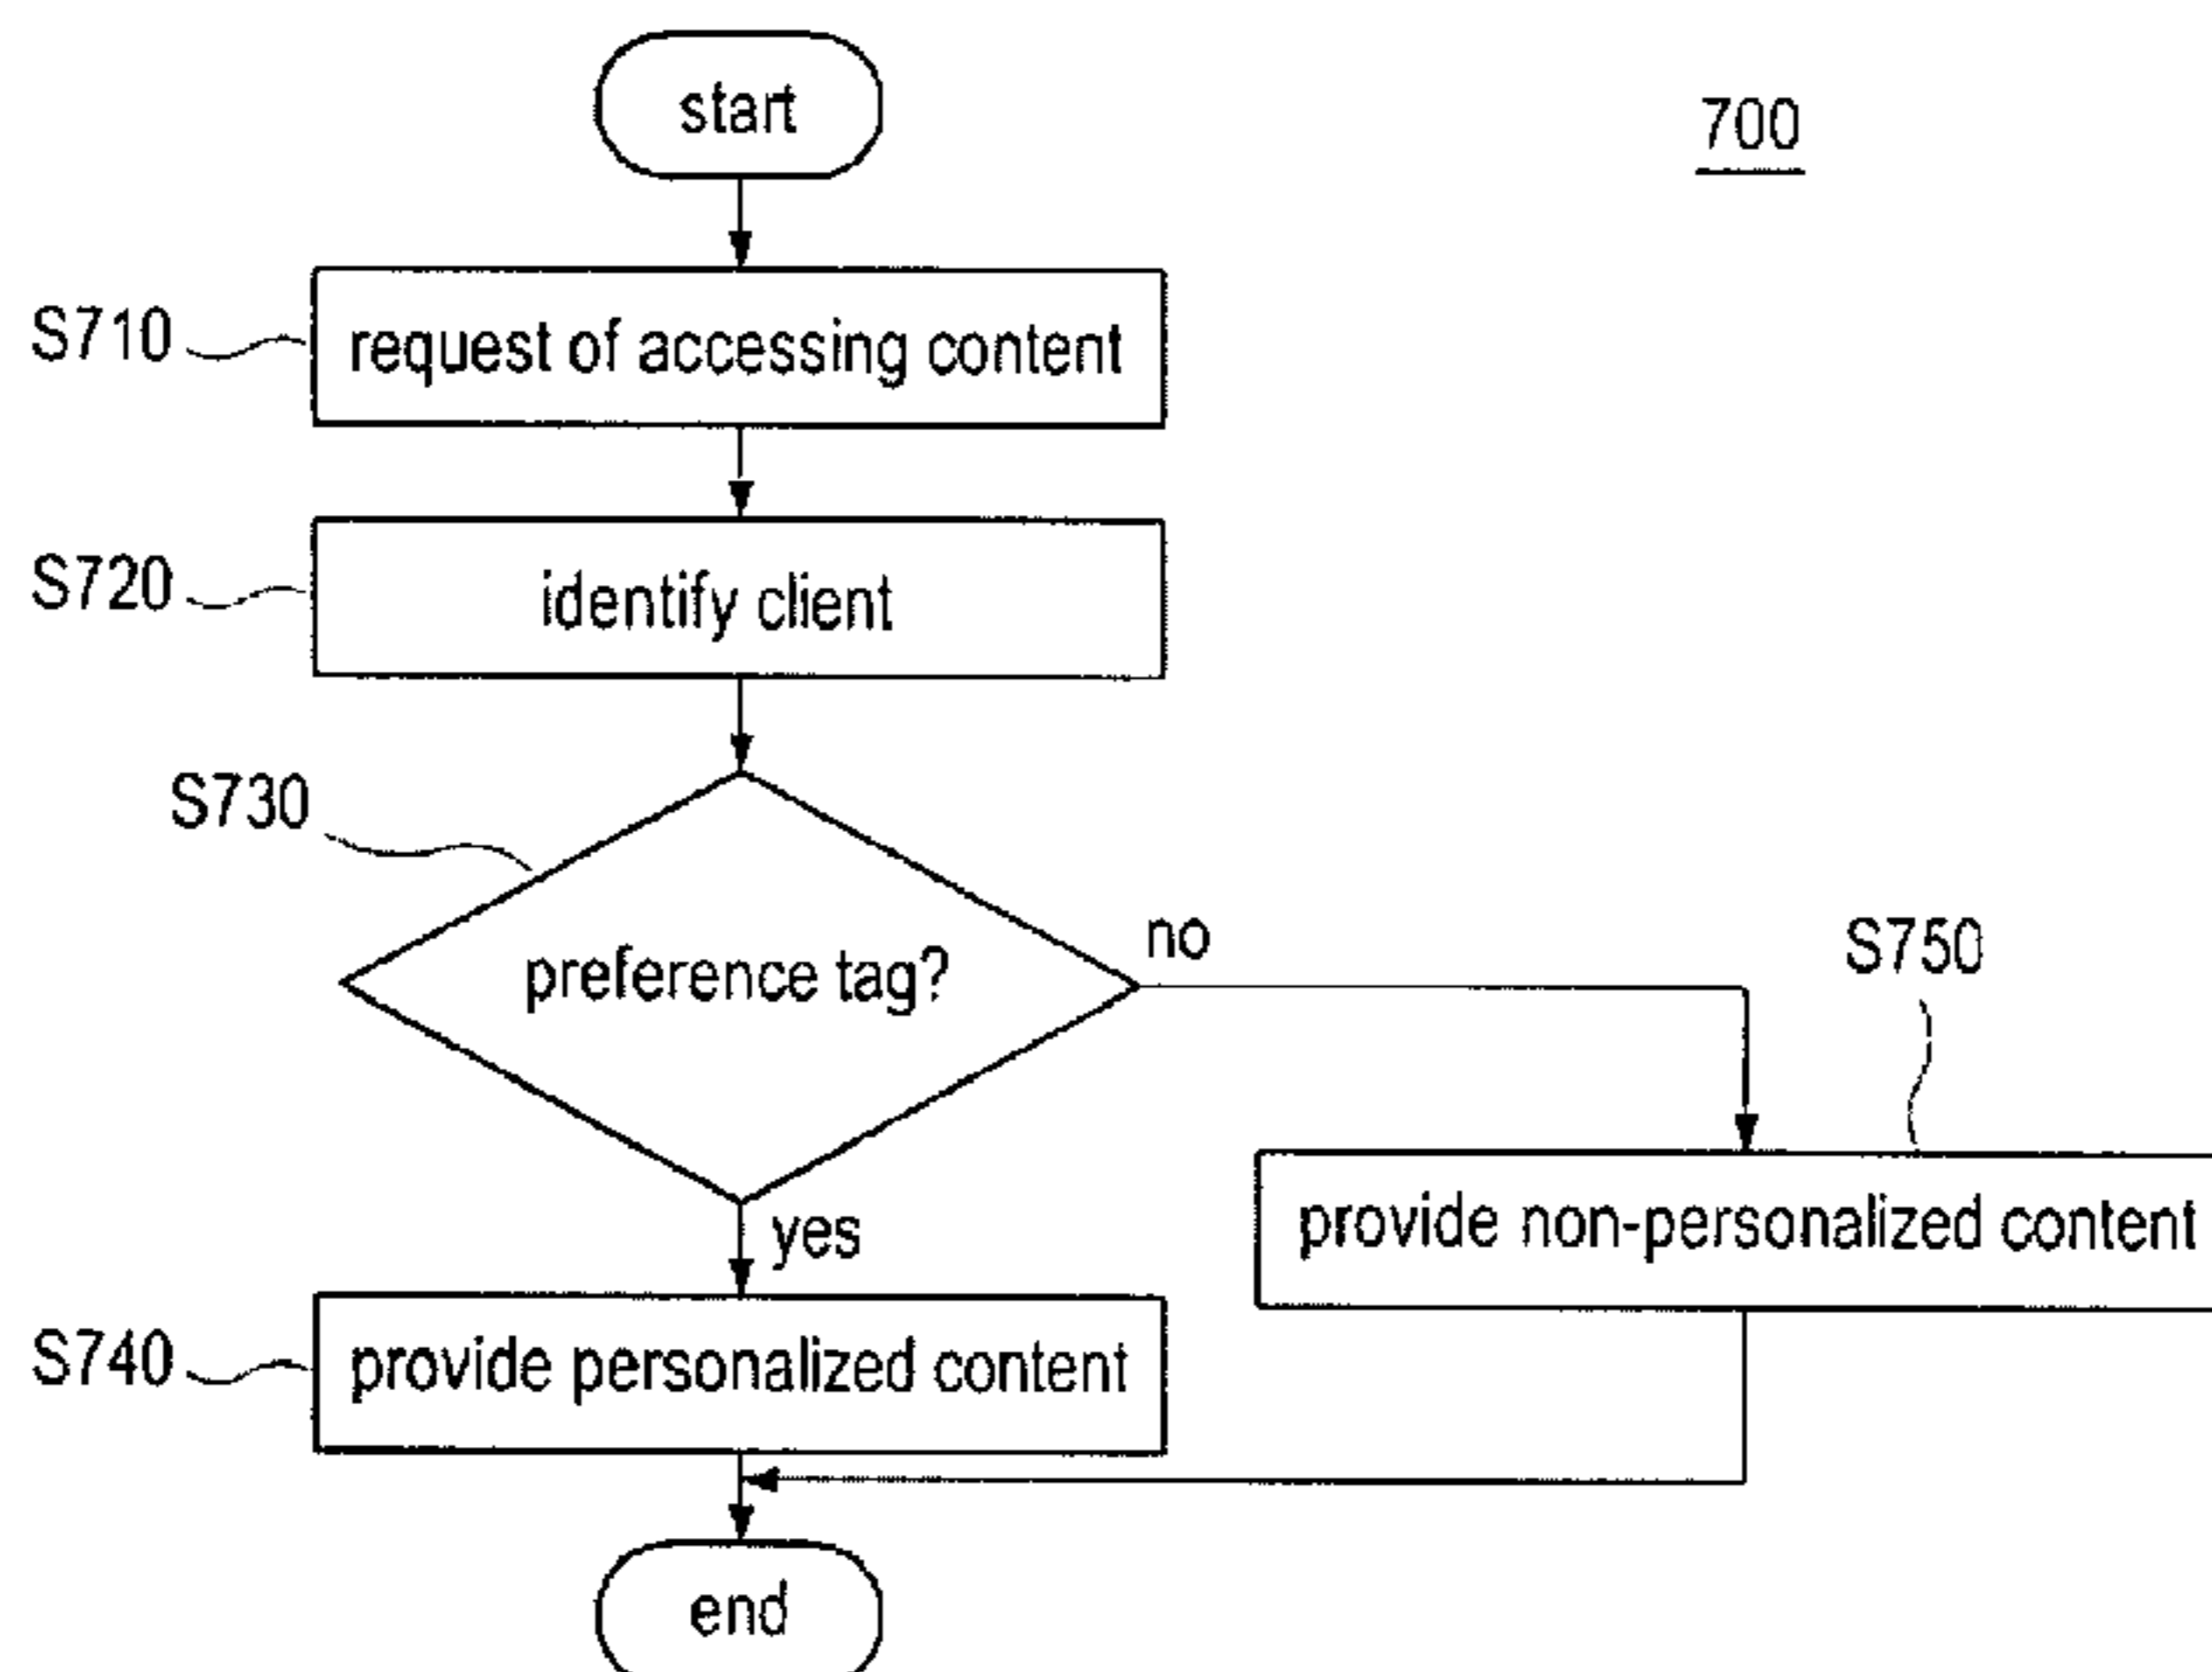 start
700
S710
request of accessing content
S720
identify client
S730
preference tag?
no
S750
yes
provide non-personalized content
S740
provide personalized content
end